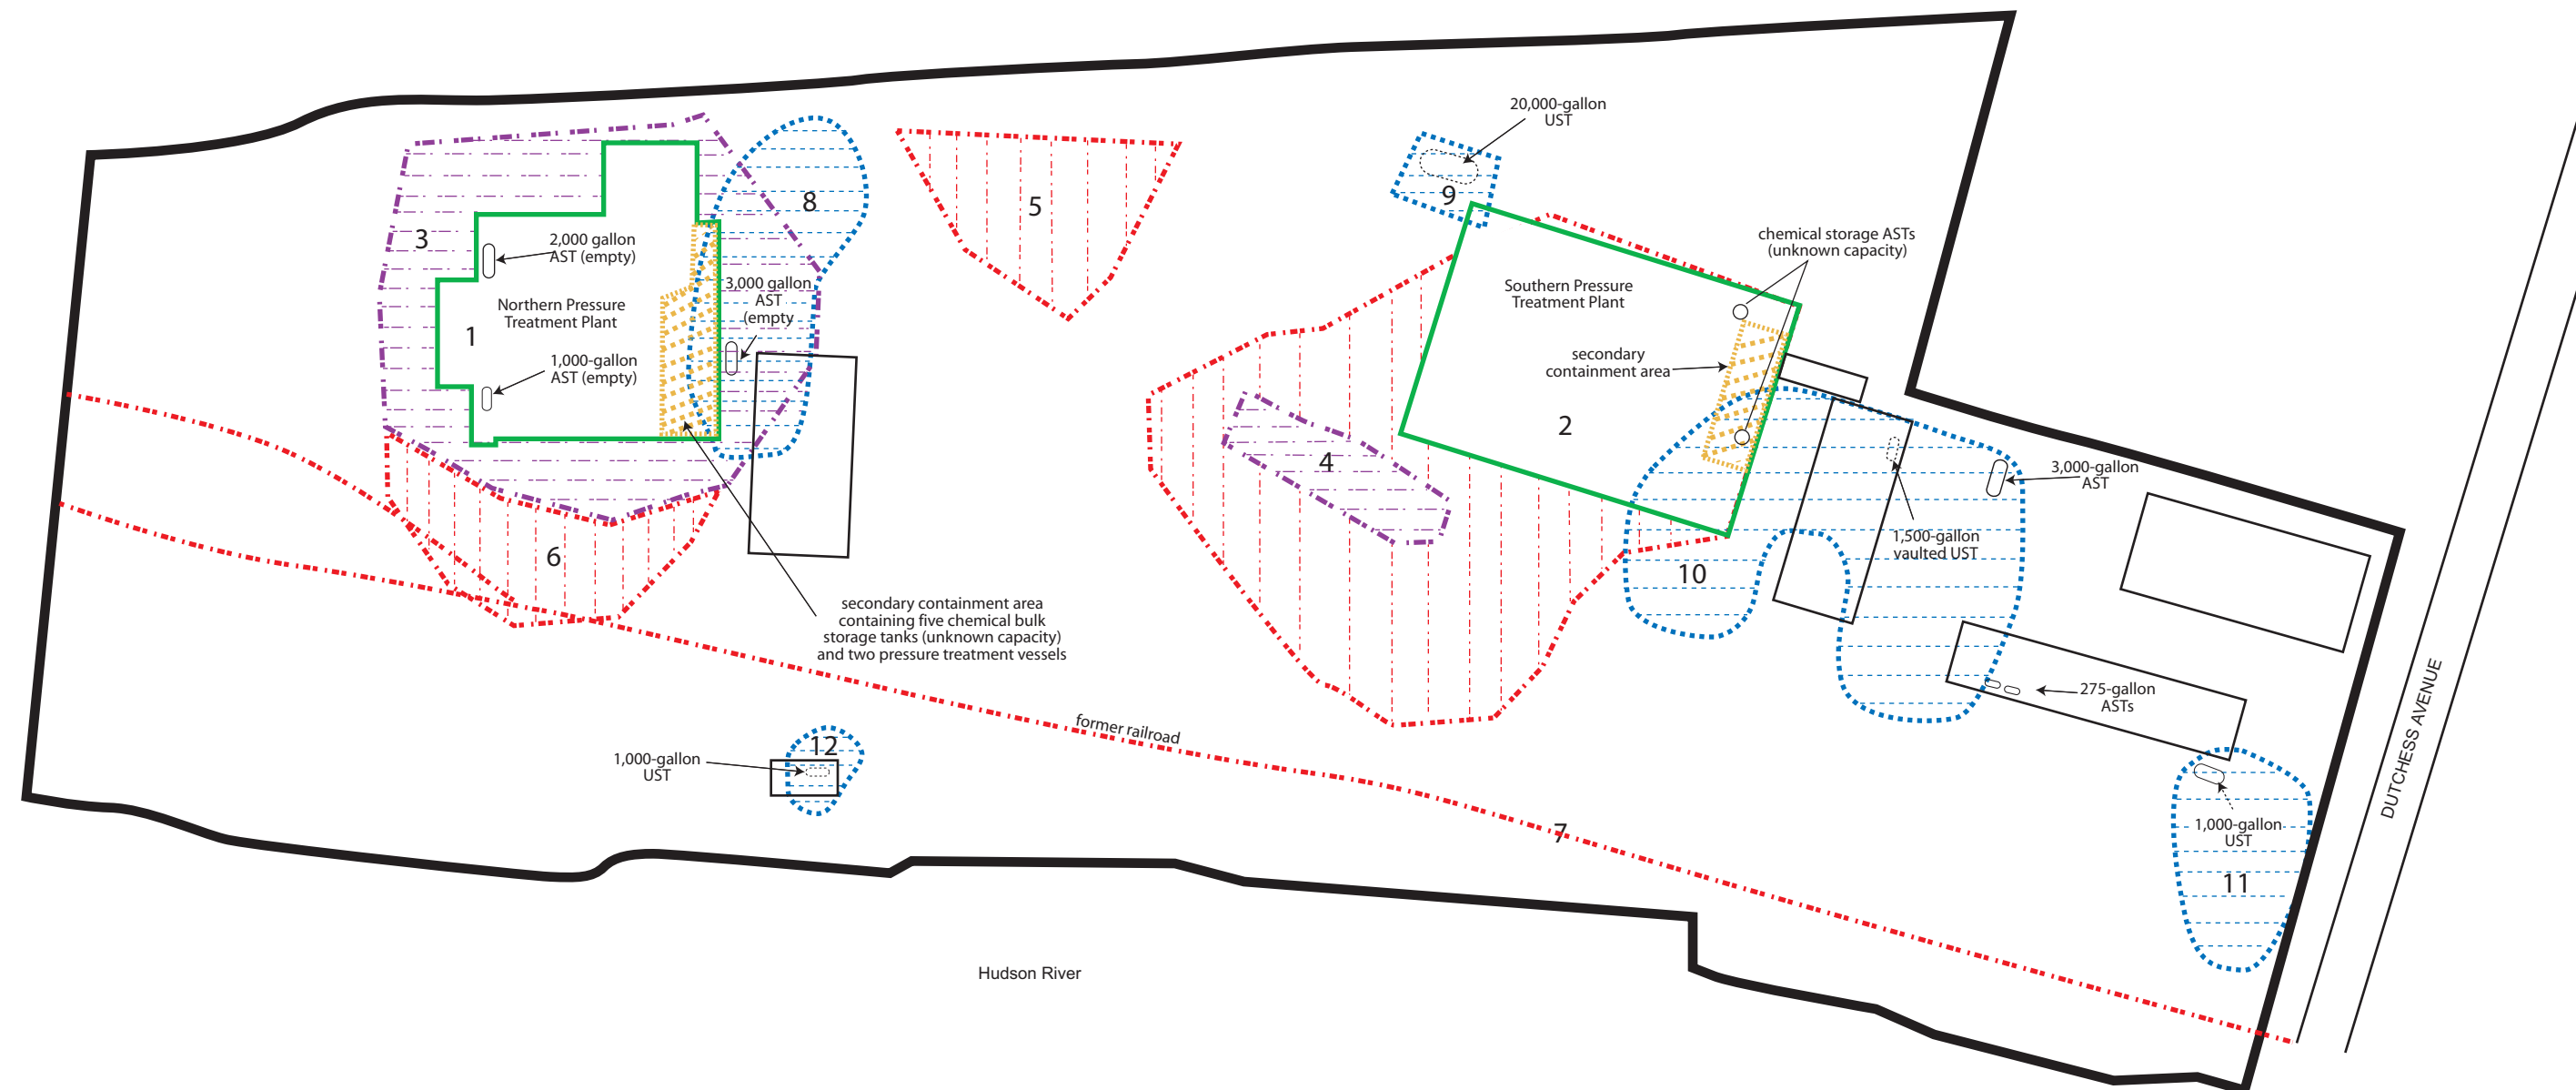 20,000-gallon
UST
8
5
9
3
2,000 gallon
AST (empty)
chemical storage ASTs
(unknown capacity)
3,000 gallon
AST
(empty
Northern Pressure
Treatment Plant
1
Southern Pressure
Treatment Plant
secondary
containment area
1,000-gallon
AST (empty)
2
4
3,000-gallon
AST
1,500-gallon
vaulted UST
6
10
secondary containment area
containing five chemical bulk
storage tanks (unknown capacity)
and two pressure treatment vessels
275-gallon
ASTs
former railroad
DUTCHESS AVENUE
12
1,000-gallon
UST
7
1,000-gallon
UST
11
Hudson River